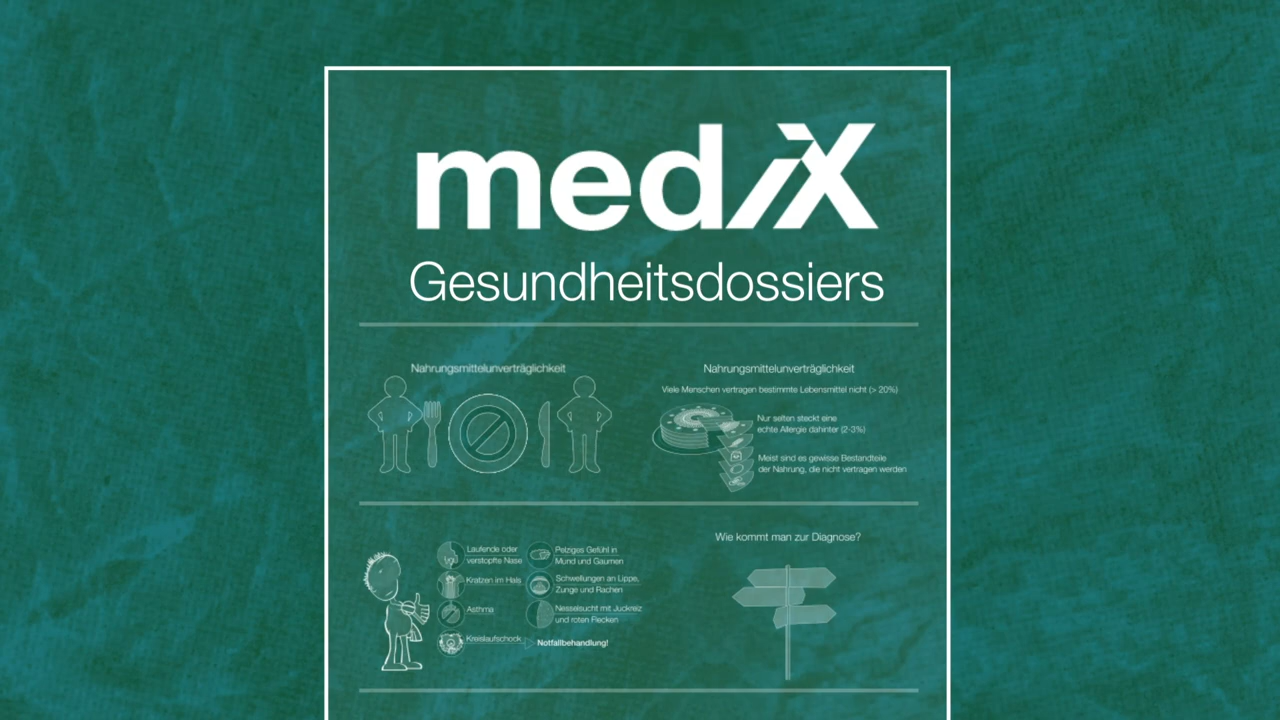 mediX
Gesundheitsdossiers
Nahrungsmittelunverträglichkeit
Nahrungsmittelunverträglichkeit
Viele Menschen vertragen bestimmte Lebensmittel nicht (> 20%)
Nur selten steckt eine
echte Allergie dahinter (2-3%)
Meist sind es gewisse Bestandteile
der Nahrung, die nicht vertragen werden
Laufende oder
verstopfte Nase
Kratzen im Hals
Asthma
Kreislaufschock
Pelziges Gefühl in
Mund und Gaumen
Schwellungen an Lippe,
Zunge und Rachen
Nesselsucht mit Juckreiz
und roten Flecken
Notfallbehandlung!
Wie kommt man zur Diagnose?